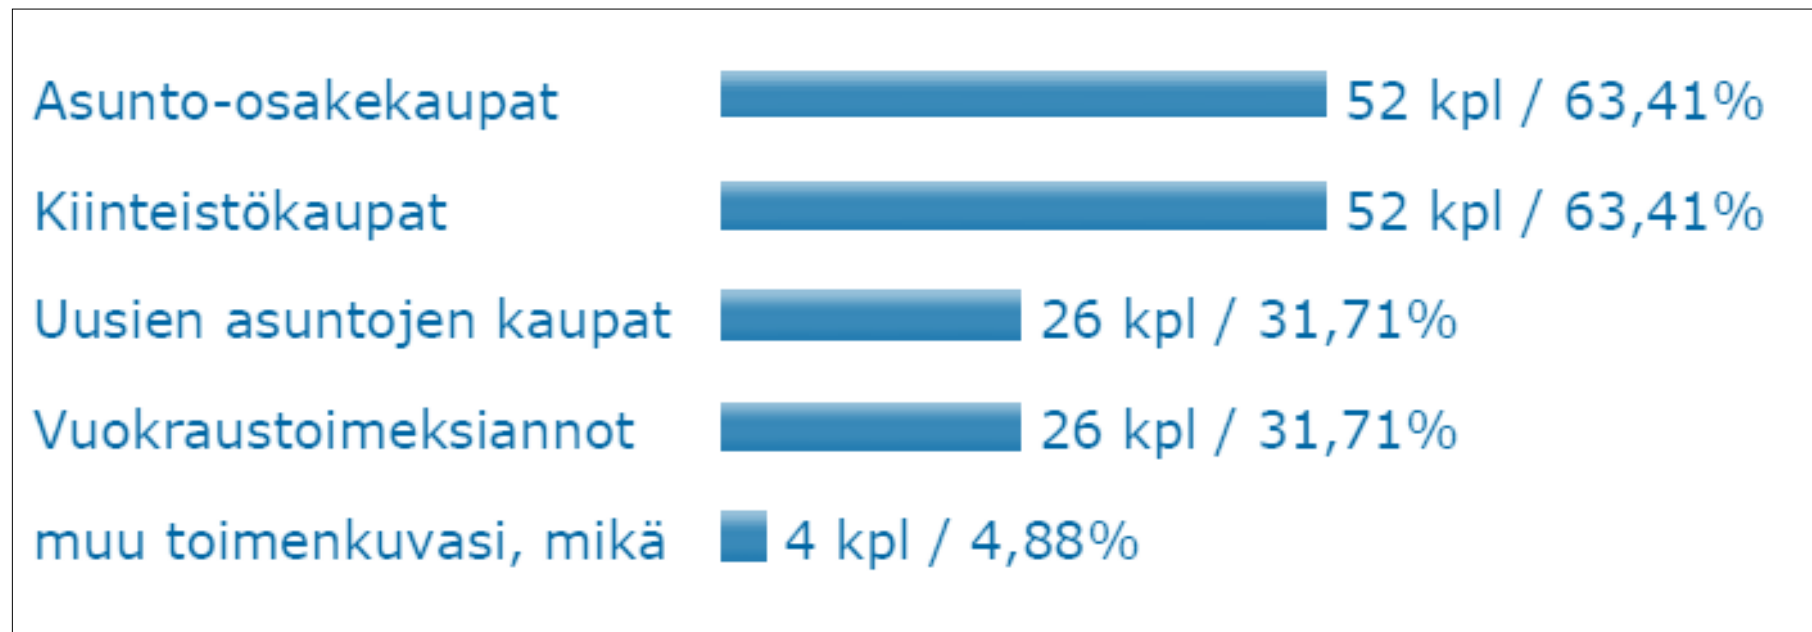 Asunto-osakekaupat 52 kpl / 63,41%
Kiinteistökaupat 52 kpl / 63,41%
Uusien asuntojen kaupat 26 kpl / 31,71%
Vuokraustoimeksiannot 26 kpl / 31,71%
muu toimenkuvasi, mikä 4 kpl / 4,88%